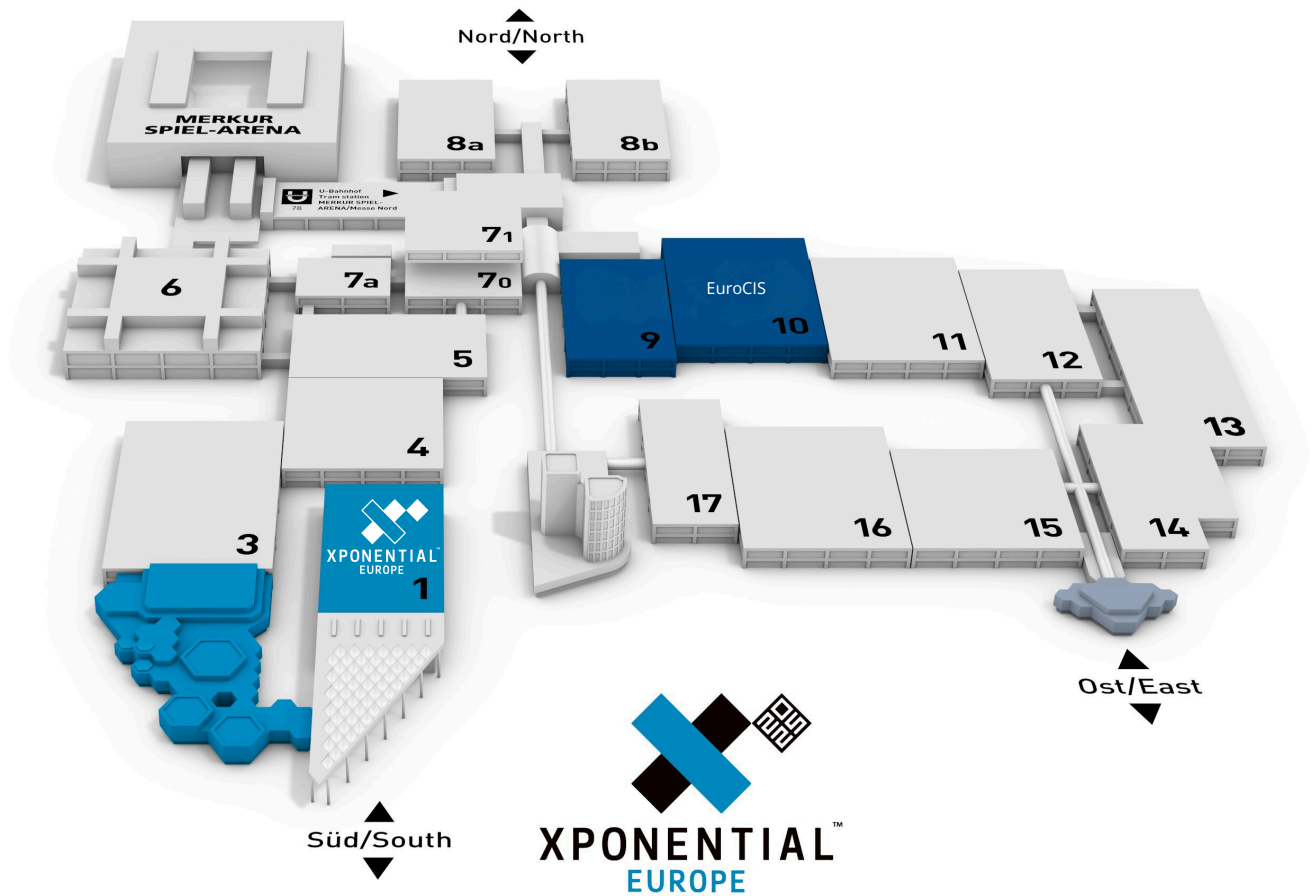 Nord/North
MERKUR
SPIEL-ARENA
8a
8b
U
78
U-Bahnhof
Tram station
MERKUR SPIEL-
ARENA/Messe Nord
71
6
7a
70
EuroCIS
9
10
11
12
5
13
4
17
16
15
14
3
XPONENTIAL™
EUROPE
1
Ost/East
Süd/South
XPONENTIAL™
EUROPE